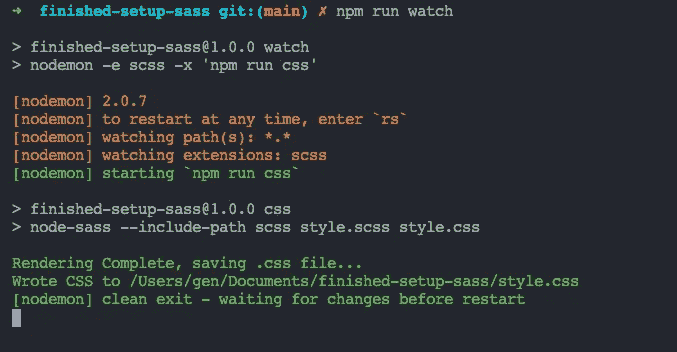 ➜  finished-setup-sass git:(main) ✗ npm run watch
> finished-setup-sass@1.0.0 watch
> nodemon -e scss -x 'npm run css'
[nodemon] 2.0.7
[nodemon] to restart at any time, enter `rs`
[nodemon] watching path(s): *.*
[nodemon] watching extensions: scss
[nodemon] starting `npm run css`
> finished-setup-sass@1.0.0 css
> node-sass --include-path scss style.scss style.css
Rendering Complete, saving .css file...
Wrote CSS to /Users/gen/Documents/finished-setup-sass/style.css
[nodemon] clean exit - waiting for changes before restart